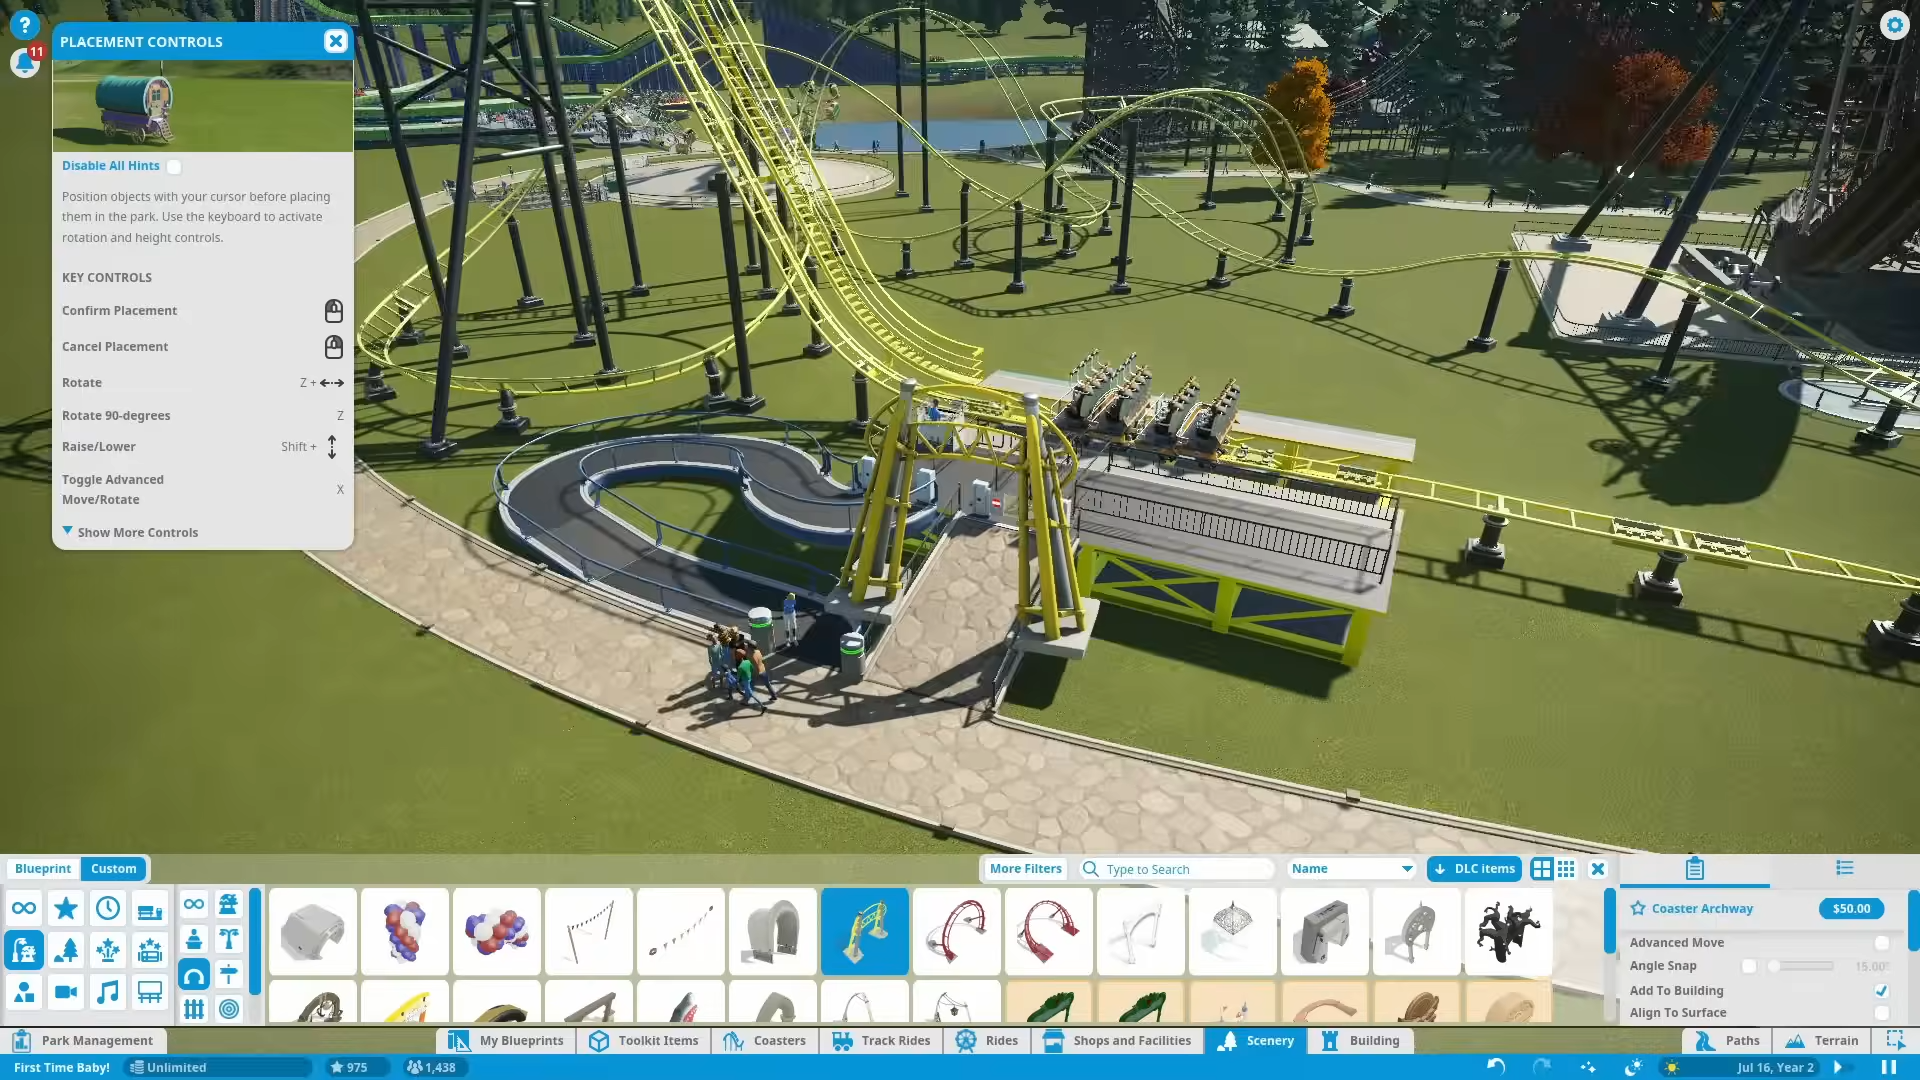 ?
11
PLACEMENT CONTROLS
Disable All Hints
Position objects with your cursor before placing
them in the park. Use the keyboard to activate
rotation and height controls.
KEY CONTROLS
Confirm Placement
Cancel Placement
Rotate Z +
Rotate 90-degrees Z
Raise/Lower Shift +
Toggle Advanced
Move/Rotate X
Show More Controls
Blueprint Custom
More Filters Type to Search Name DLC items
Coaster Archway $50.00
Advanced Move
Angle Snap 15.00°
Add To Building
Align To Surface
Park Management My Blueprints Toolkit Items Coasters Track Rides Rides Shops and Facilities Scenery Building Paths Terrain
First Time Baby! Unlimited 975 1,438 Jul 16, Year 2